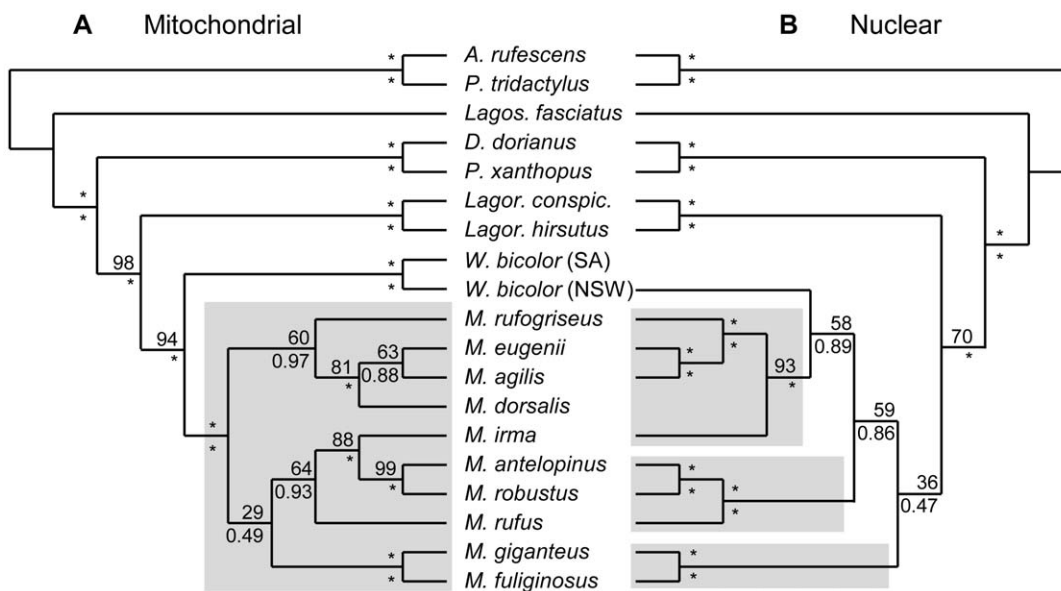 A Mitochondrial B Nuclear
* A. rufescens *
* P. tridactylus *
Lagos. fasciatus
* D. dorianus *
* P. xanthopus *
*
*
* Lagor. conspic. *
* Lagor. hirsutus *
*
*
98
*
* W. bicolor (SA)
* W. bicolor (NSW)
94
*
60
0.97
M. rufogriseus
*
*
58
0.89
70
*
63
0.88
M. eugenii
*
81
*
M. agilis
*
93
*
M. dorsalis
*
*
88
*
M. irma
59
0.86
64
0.93
99
*
M. antelopinus
*
M. robustus
*
*
*
36
0.47
29
0.49
M. rufus
* M. giganteus *
* M. fuliginosus *